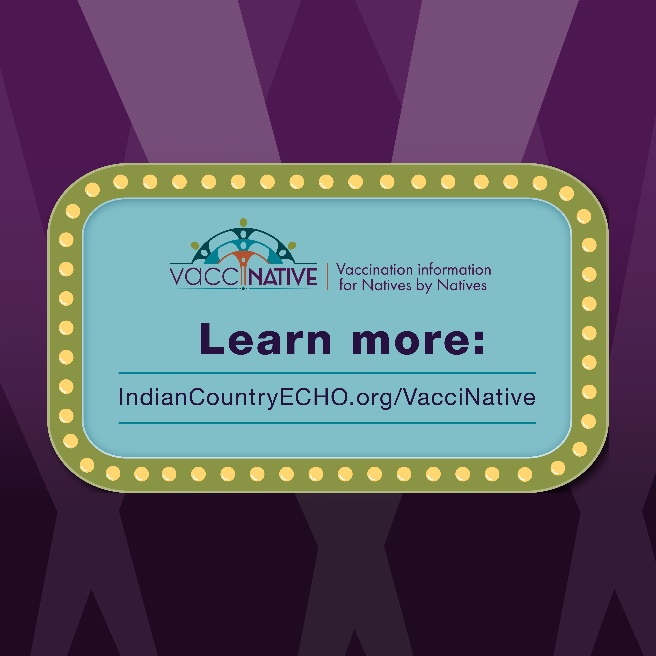 vacciNATIVE
Vaccination information
for Natives by Natives
Learn more:
IndianCountryECHO.org/VacciNative